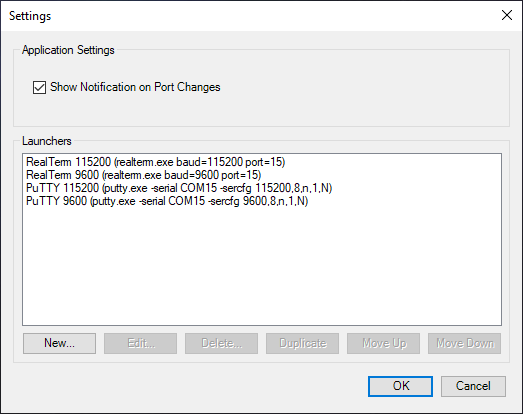 Settings
Application Settings
Show Notification on Port Changes
Launchers
RealTerm 115200 (realterm.exe baud=115200 port=15)
RealTerm 9600 (realterm.exe baud=9600 port=15)
PuTTY 115200 (putty.exe -serial COM15 -sercfg 115200,8,n,1,N)
PuTTY 9600 (putty.exe -serial COM15 -sercfg 9600,8,n,1,N)
New... Edit... Delete... Duplicate Move Up Move Down
OK Cancel